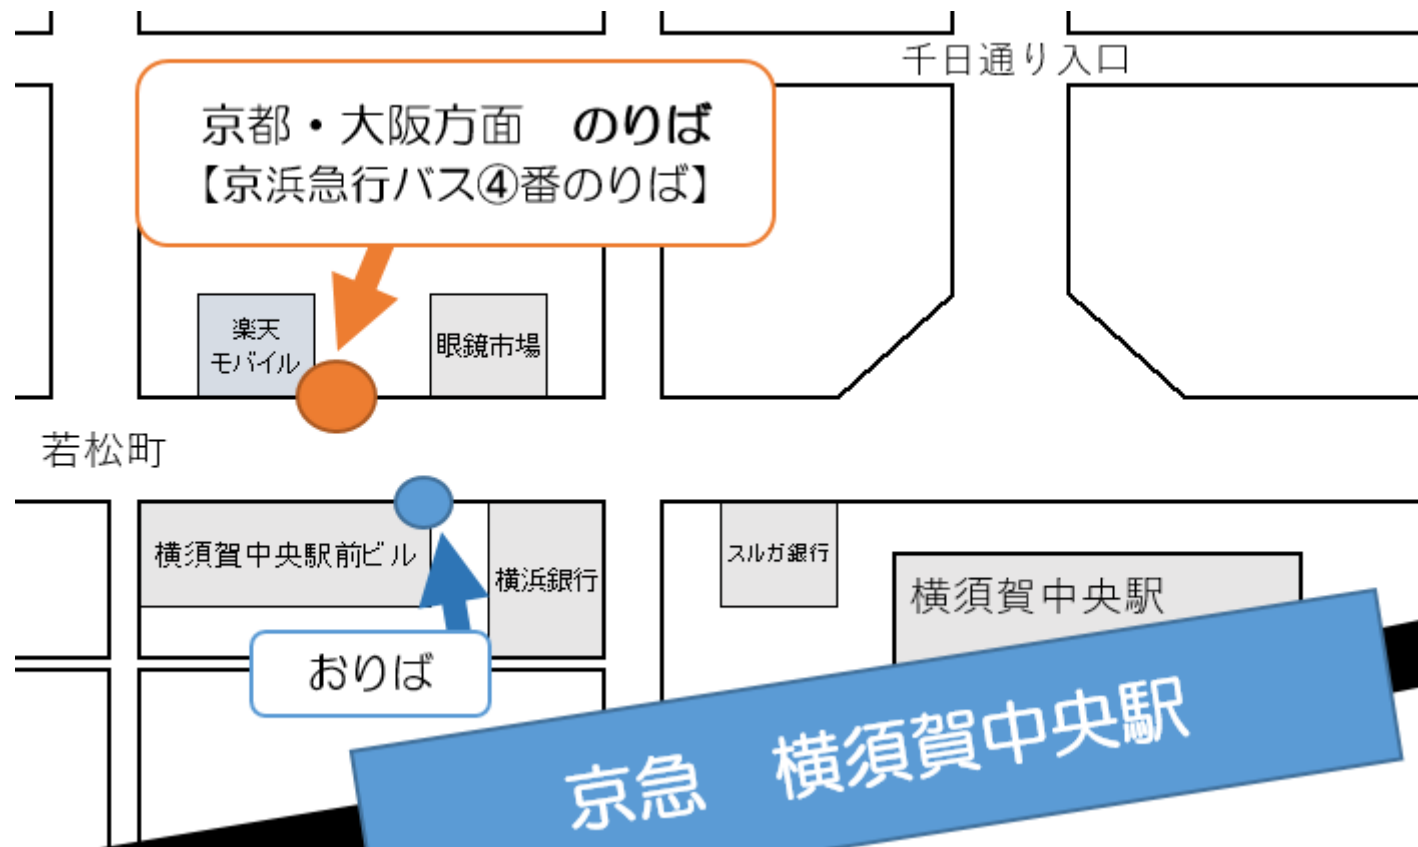 千日通り入口
京都・大阪方面　のりば
【京浜急行バス④番のりば】
楽天
モバイル
眼鏡市場
若松町
横須賀中央駅前ビル
横浜銀行
スルガ銀行
横須賀中央駅
おりば
京急　横須賀中央駅